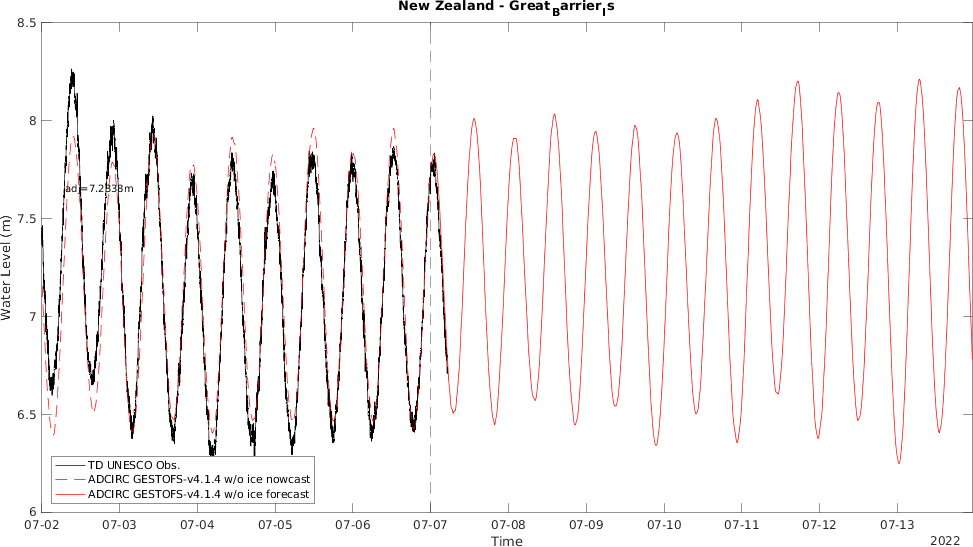 New Zealand - Great_Barrier_Is
8.5
8
7.5
7
6.5
6
Water Level (m)
adj=7.2338m
TD UNESCO Obs.
ADCIRC GESTOFS-v4.1.4 w/o ice nowcast
ADCIRC GESTOFS-v4.1.4 w/o ice forecast
07-02 07-03 07-04 07-05 07-06 07-07 07-08 07-09 07-10 07-11 07-12 07-13
Time
2022